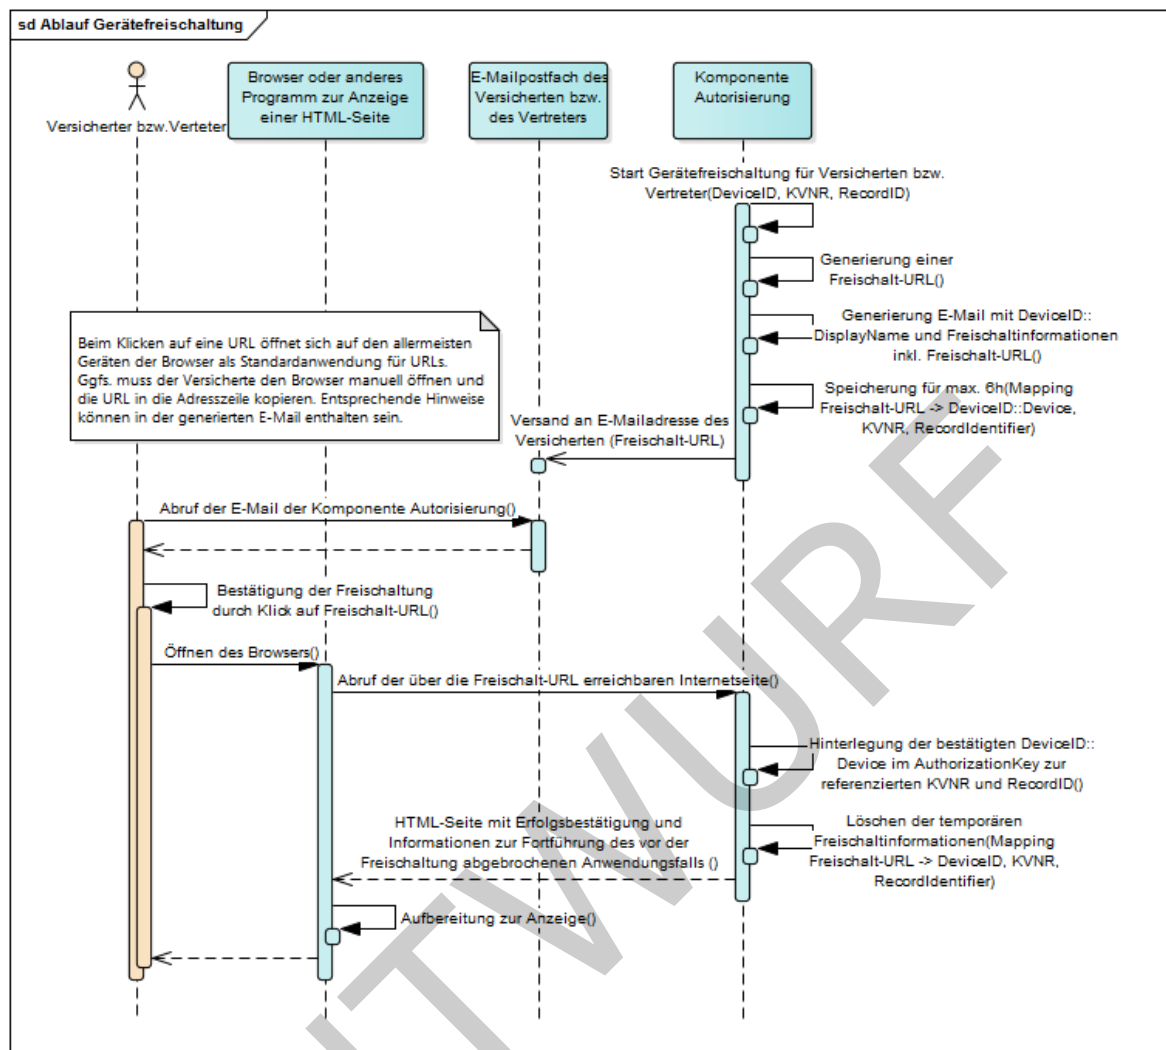 sd Ablauf Gerätefreischaltung
Versicherter bzw.Verteter
Browser oder anderes
Programm zur Anzeige
einer HTML-Seite
E-Mailpostfach des
Versicherten bzw.
des Vertreters
Komponente
Autorisierung
Start Gerätefreischaltung für Versicherten bzw.
Vertreter(DeviceID, KVNR, RecordID)
Generierung einer
Freischalt-URL()
Generierung E-Mail mit DeviceID::
DisplayName und Freischaltinformationen
inkl. Freischalt-URL()
Beim Klicken auf eine URL öffnet sich auf den allermeisten
Geräten der Browser als Standardanwendung für URLs.
Ggfs. muss der Versicherte den Browser manuell öffnen und
die URL in die Adresszeile kopieren. Entsprechende Hinweise
können in der generierten E-Mail enthalten sein.
Speicherung für max. 6h(Mapping
Freischalt-URL -> DeviceID::Device,
KVNR, RecordIdentifier)
Versand an E-Mailadresse des
Versicherten (Freischalt-URL)
Abruf der E-Mail der Komponente Autorisierung()
Bestätigung der Freischaltung
durch Klick auf Freischalt-URL()
Öffnen des Browsers()
Abruf der über die Freischalt-URL erreichbaren Internetseite()
Hinterlegung der bestätigten DeviceID::
Device im AuthorizationKey zur
referenzierten KVNR und RecordID()
Löschen der temporären
Freischaltinformationen(Mapping
Freischalt-URL -> DeviceID, KVNR,
RecordIdentifier)
HTML-Seite mit Erfolgsbestätigung und
Informationen zur Fortführung des vor der
Freischaltung abgebrochenen Anwendungsfalls ()
Aufbereitung zur Anzeige()
NTWURF